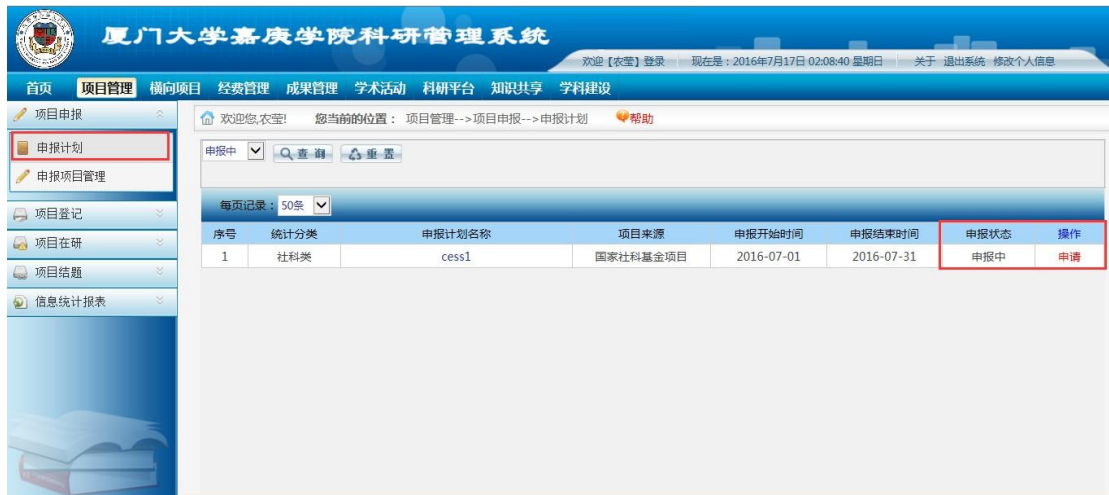 厦门大学嘉庚学院科研管理系统
欢迎【农莹】登录 现在是：2016年7月17日 02:08:40 星期日 关于 退出系统 修改个人信息
首页 项目管理 横向项目 经费管理 成果管理 学术活动 科研平台 知识共享 学科建设
项目申报
申报计划
申报项目管理
项目登记
项目在研
项目结题
信息统计报表
欢迎您,农莹! 您当前的位置： 项目管理-->项目申报-->申报计划 帮助
申报中 查 询 重 置
每页记录：50条
序号 统计分类 申报计划名称 项目来源 申报开始时间 申报结束时间 申报状态 操作
1 社科类 cess1 国家社科基金项目 2016-07-01 2016-07-31 申报中 申请